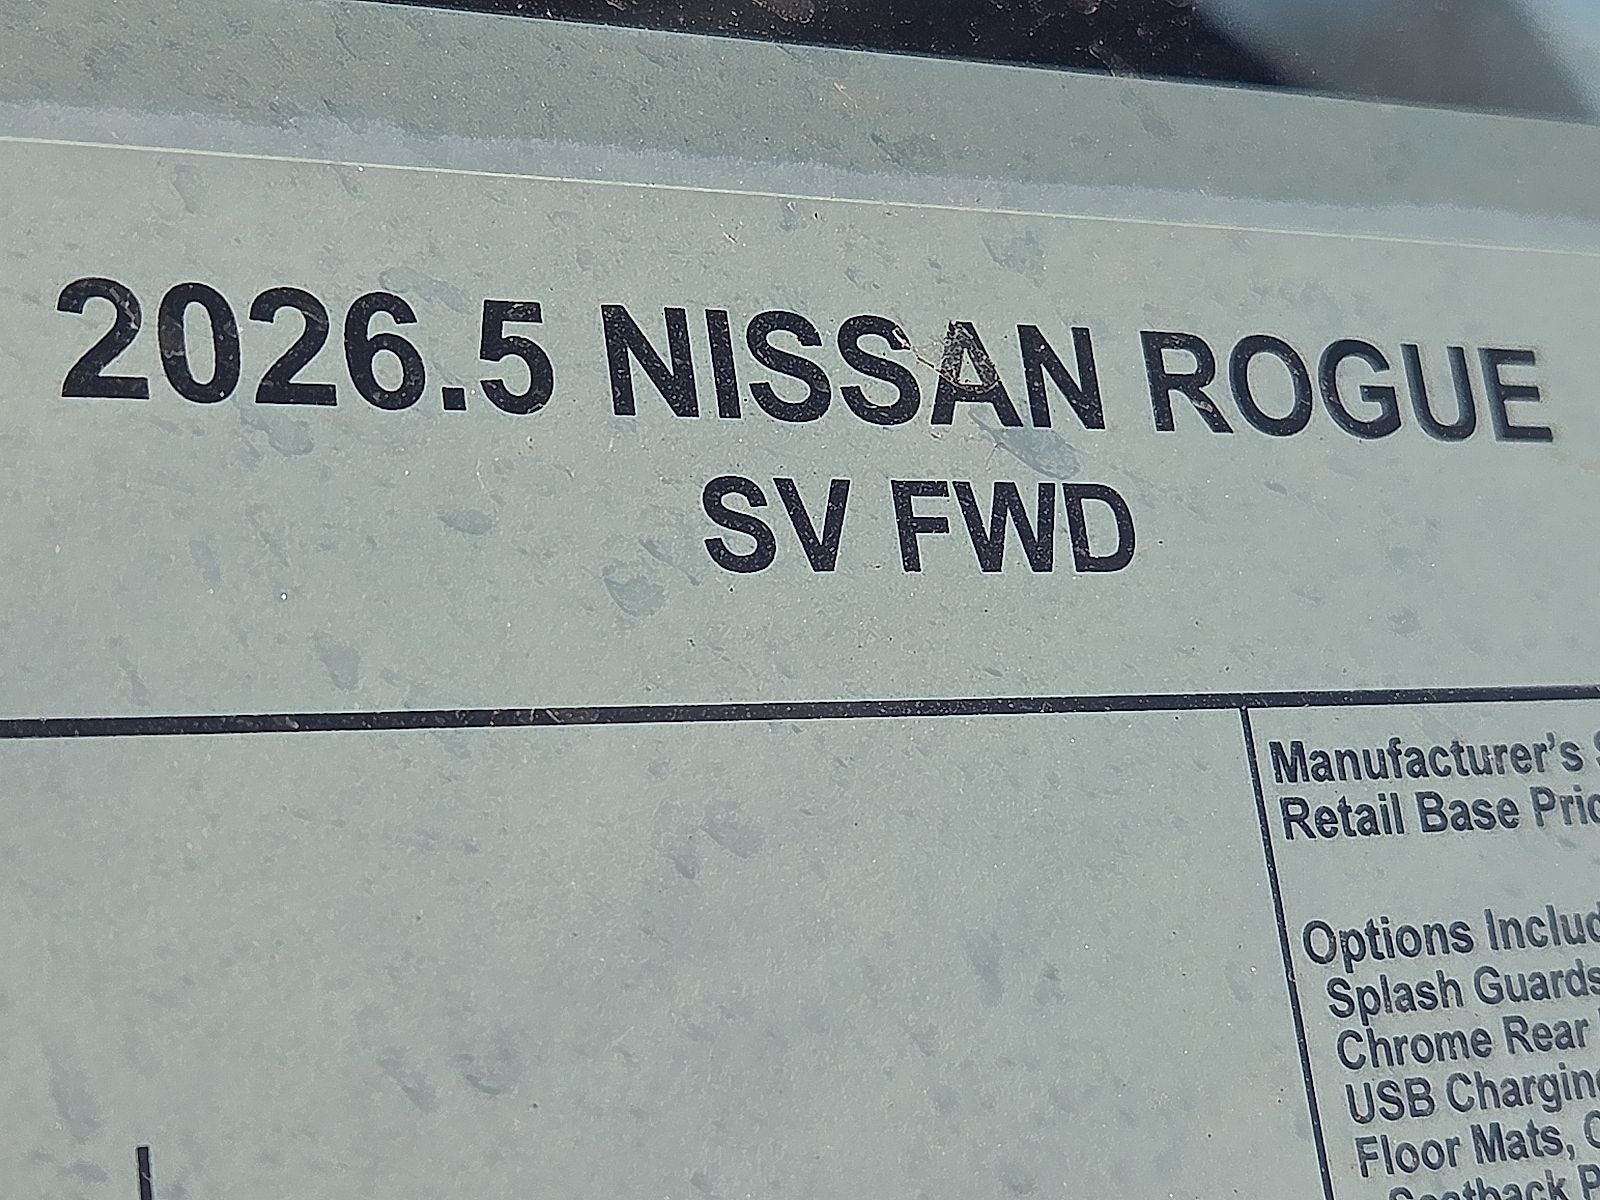 2026.5 NISSAN ROGUE
SV FWD
Manufacturer's
Retail Base
Options
Splash Guards
Chrome Rear
USB
Floor Mats,